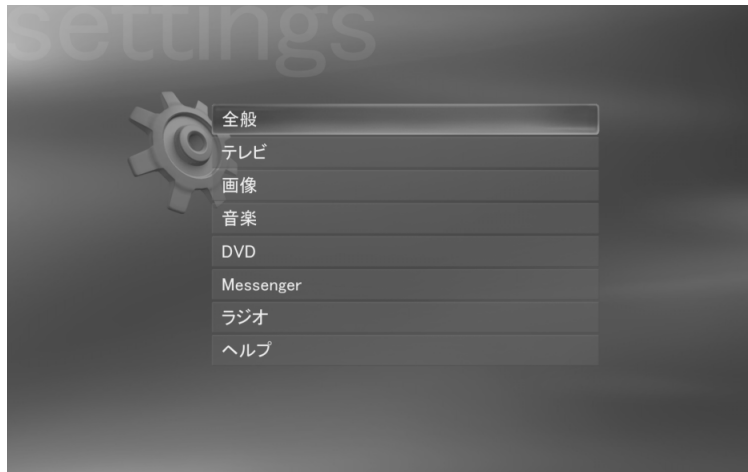 settings
全般
テレビ
画像
音楽
DVD
Messenger
ラジオ
ヘルプ